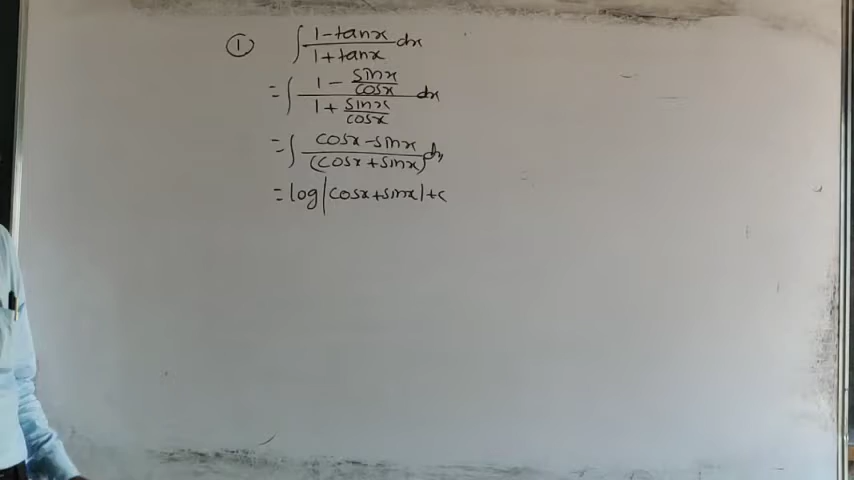 ① ∫ (1-tanx)/(1+tanx) dx
= ∫ (1 - sinx/cosx)/(1 + sinx/cosx) dx
= ∫ (cosx-sinx)/(cosx+sinx) dx
= log|cosx+sinx|+c